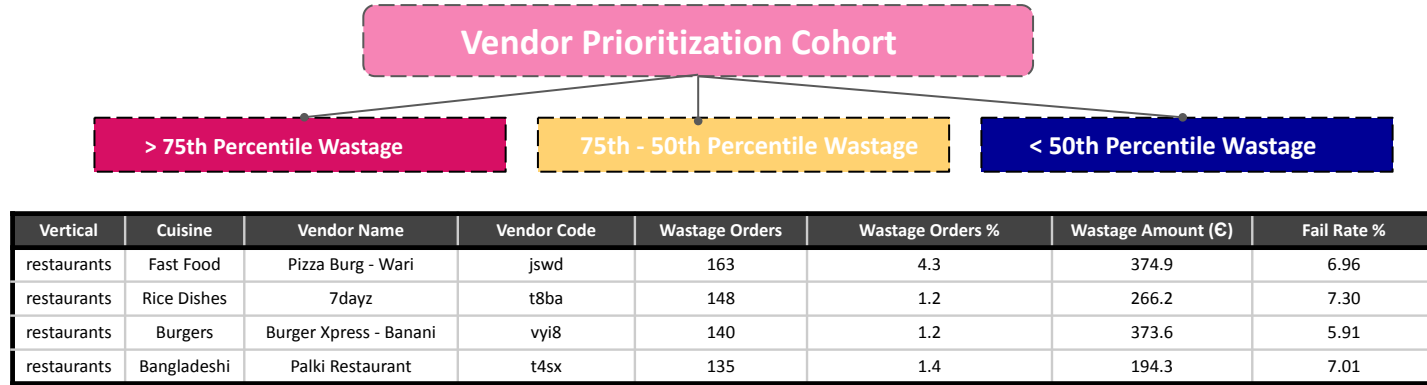 Vendor Prioritization Cohort
> 75th Percentile Wastage 75th - 50th Percentile Wastage < 50th Percentile Wastage
Vertical Cuisine Vendor Name Vendor Code Wastage Orders Wastage Orders % Wastage Amount (Є) Fail Rate %
restaurants Fast Food Pizza Burg - Wari jswd 163 4.3 374.9 6.96
restaurants Rice Dishes 7dayz t8ba 148 1.2 266.2 7.30
restaurants Burgers Burger Xpress - Banani vyi8 140 1.2 373.6 5.91
restaurants Bangladeshi Palki Restaurant t4sx 135 1.4 194.3 7.01